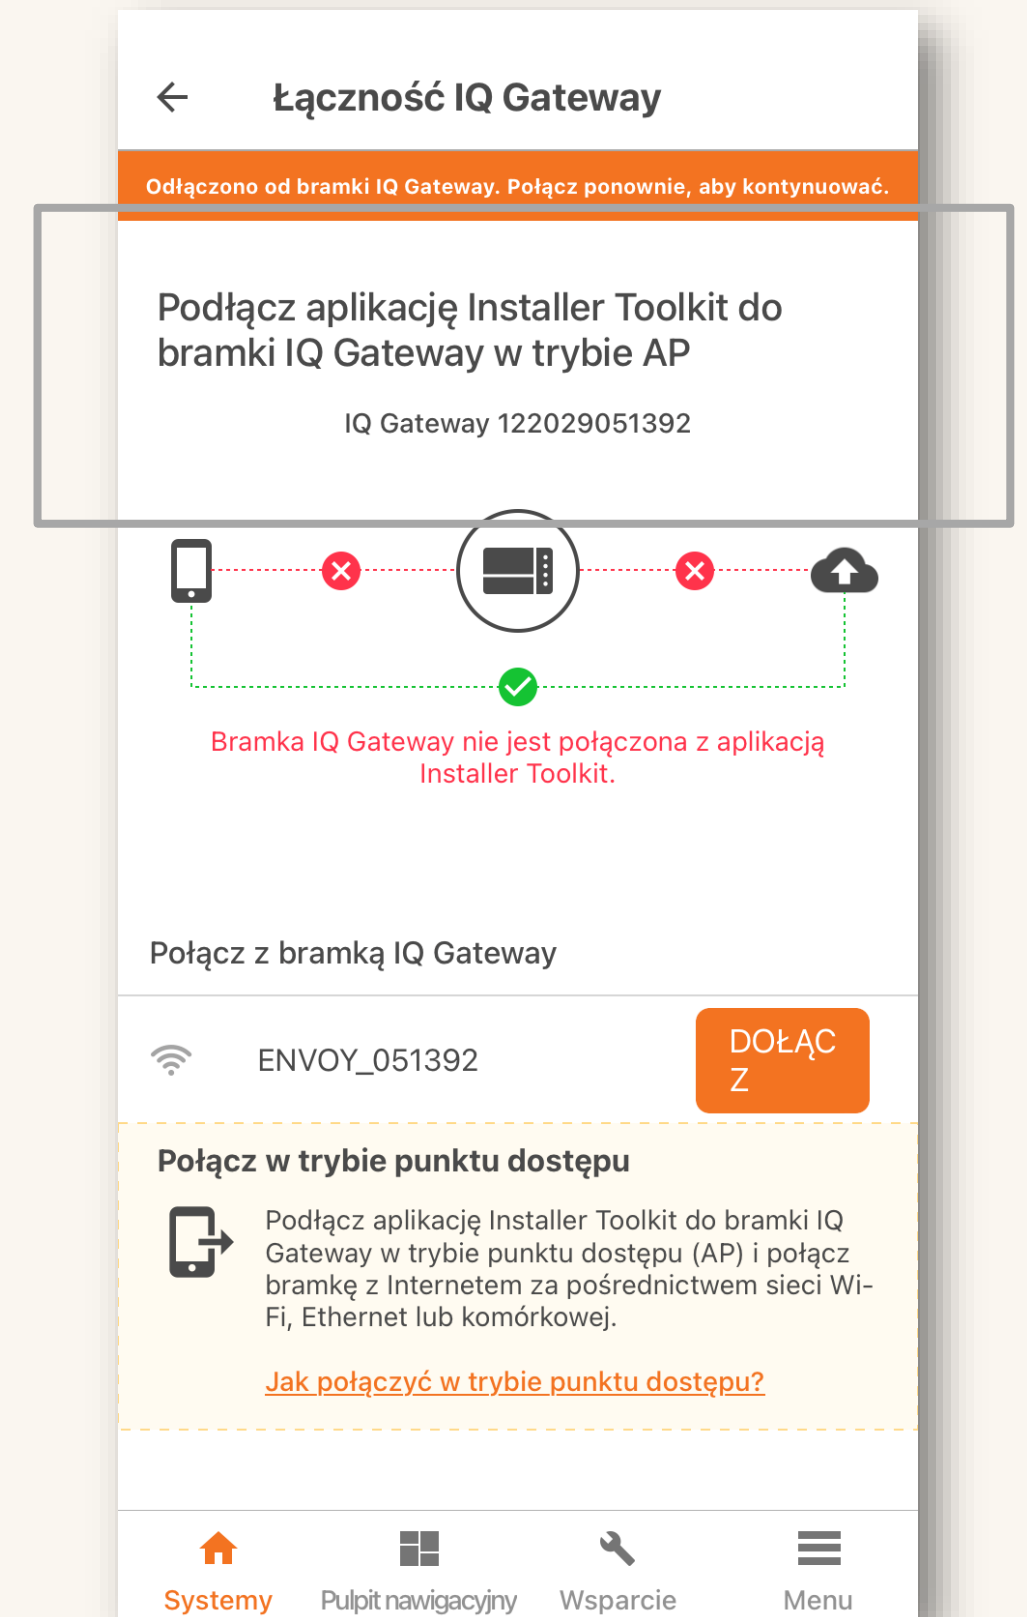 Łączność IQ Gateway
Odłączono od bramki IQ Gateway. Połącz ponownie, aby kontynuować.
Podłącz aplikację Installer Toolkit do
bramki IQ Gateway w trybie AP
IQ Gateway 122029051392
Bramka IQ Gateway nie jest połączona z aplikacją
Installer Toolkit.
Połącz z bramką IQ Gateway
ENVOY_051392
DOŁĄC
Z
Połącz w trybie punktu dostępu
Podłącz aplikację Installer Toolkit do bramki IQ
Gateway w trybie punktu dostępu (AP) i połącz
bramkę z Internetem za pośrednictwem sieci Wi-
Fi, Ethernet lub komórkowej.
Jak połączyć w trybie punktu dostępu?
Systemy
Pulpit nawigacyjny
Wsparcie
Menu